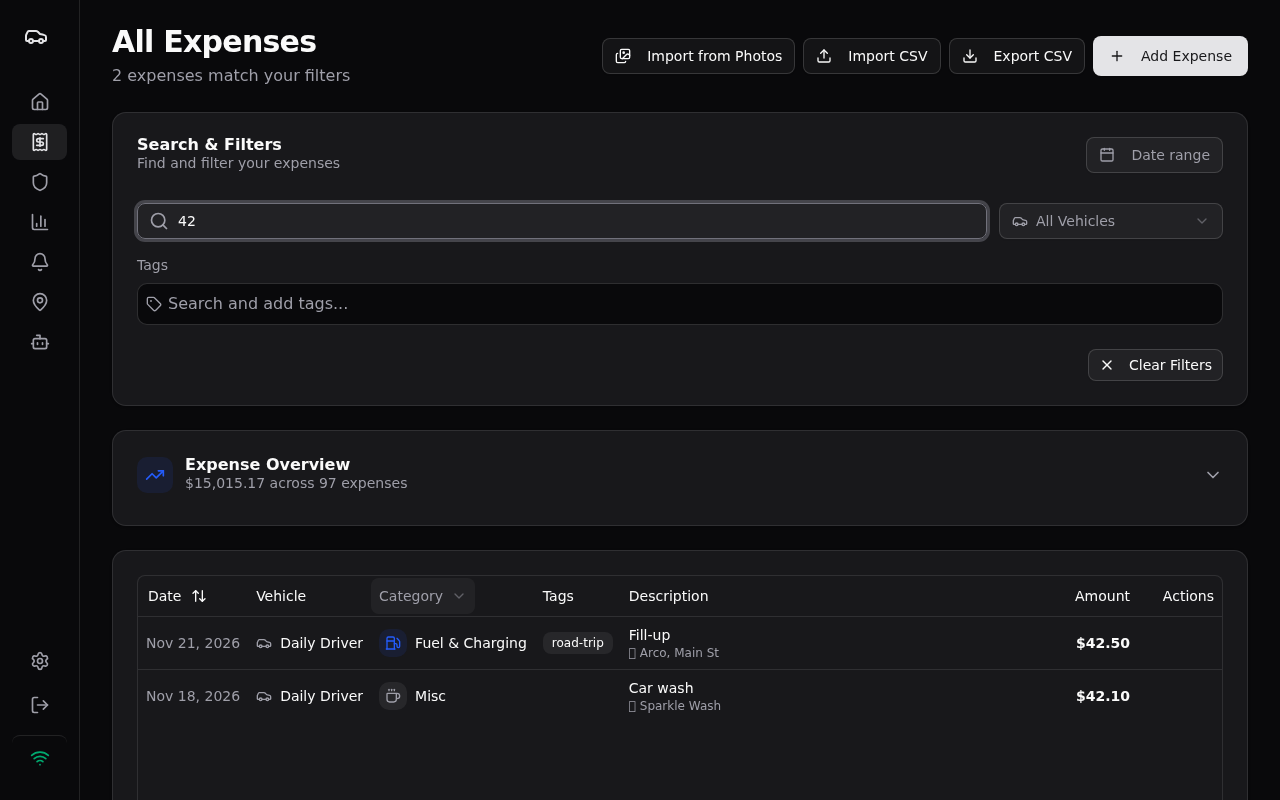 All Expenses
2 expenses match your filters
Import from Photos
Import CSV
Export CSV
Add Expense
Search & Filters
Find and filter your expenses
Date range
42
All Vehicles
Tags
Search and add tags...
Clear Filters
Expense Overview
$15,015.17 across 97 expenses
Date Vehicle Category Tags Description Amount Actions
Nov 21, 2026 Daily Driver Fuel & Charging road-trip Fill-up $42.50
Arco, Main St
Nov 18, 2026 Daily Driver Misc Car wash $42.10
Sparkle Wash